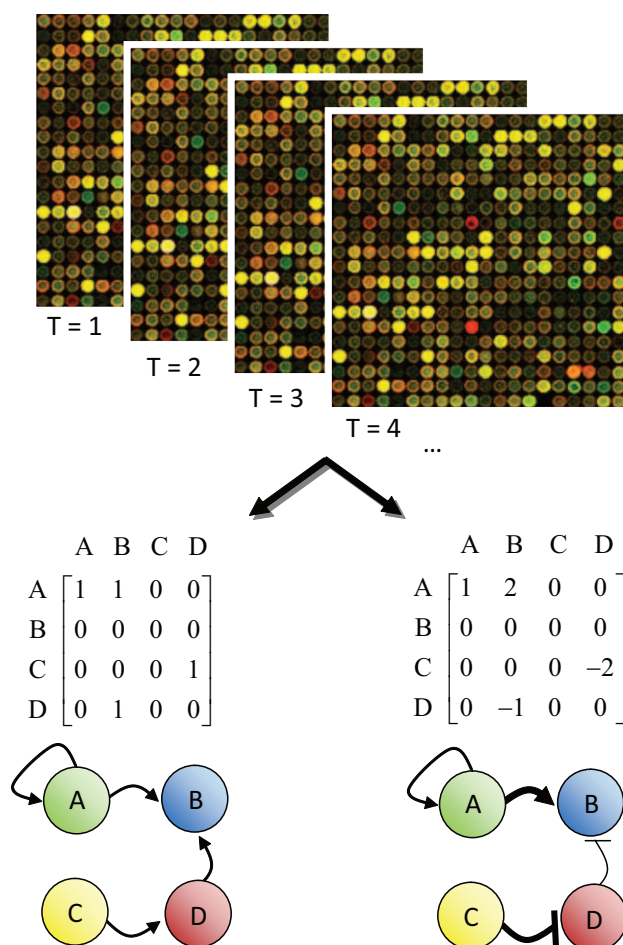 T = 1
T = 2
T = 3
T = 4
...
A B C D
A 1 1 0 0
B 0 0 0 0
C 0 0 0 1
D 0 1 0 0
A B C D
A 1 2 0 0
B 0 0 0 0
C 0 0 0 −2
D 0 −1 0 0
A B
C D
A B
C D